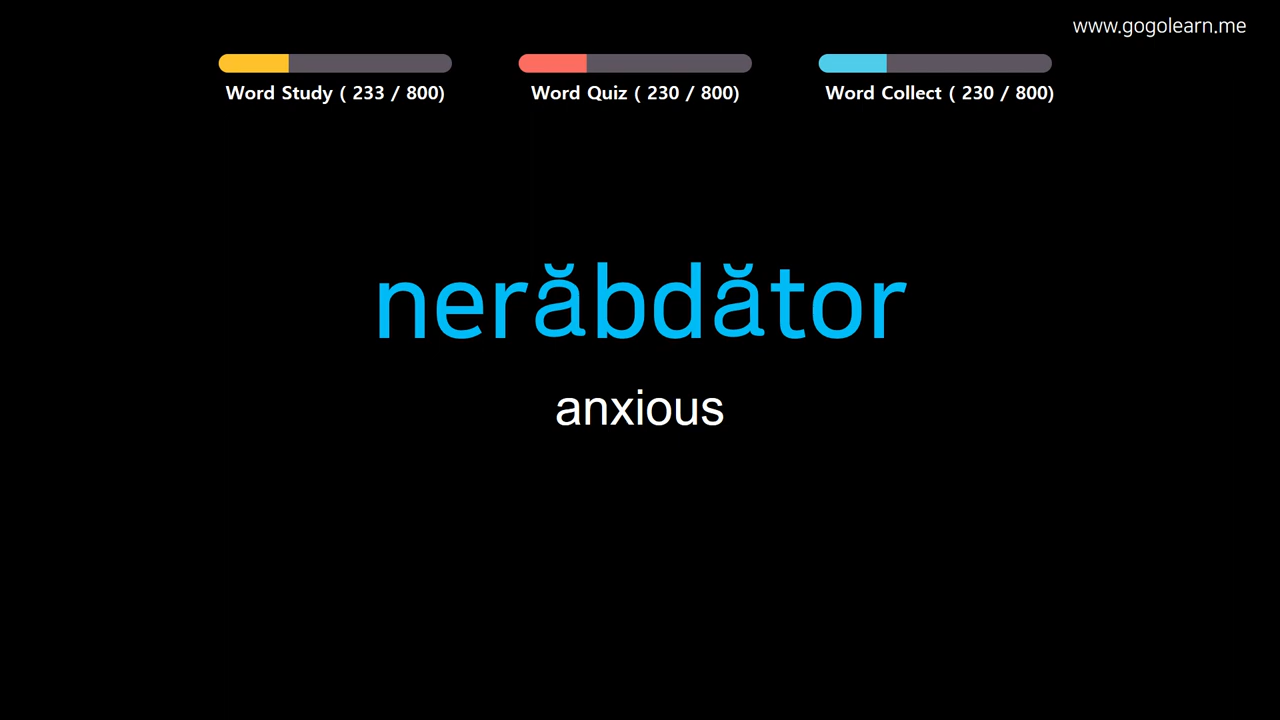 www.gogolearn.me
Word Study ( 233 / 800)
Word Quiz ( 230 / 800)
Word Collect ( 230 / 800)
nerăbdător
anxious